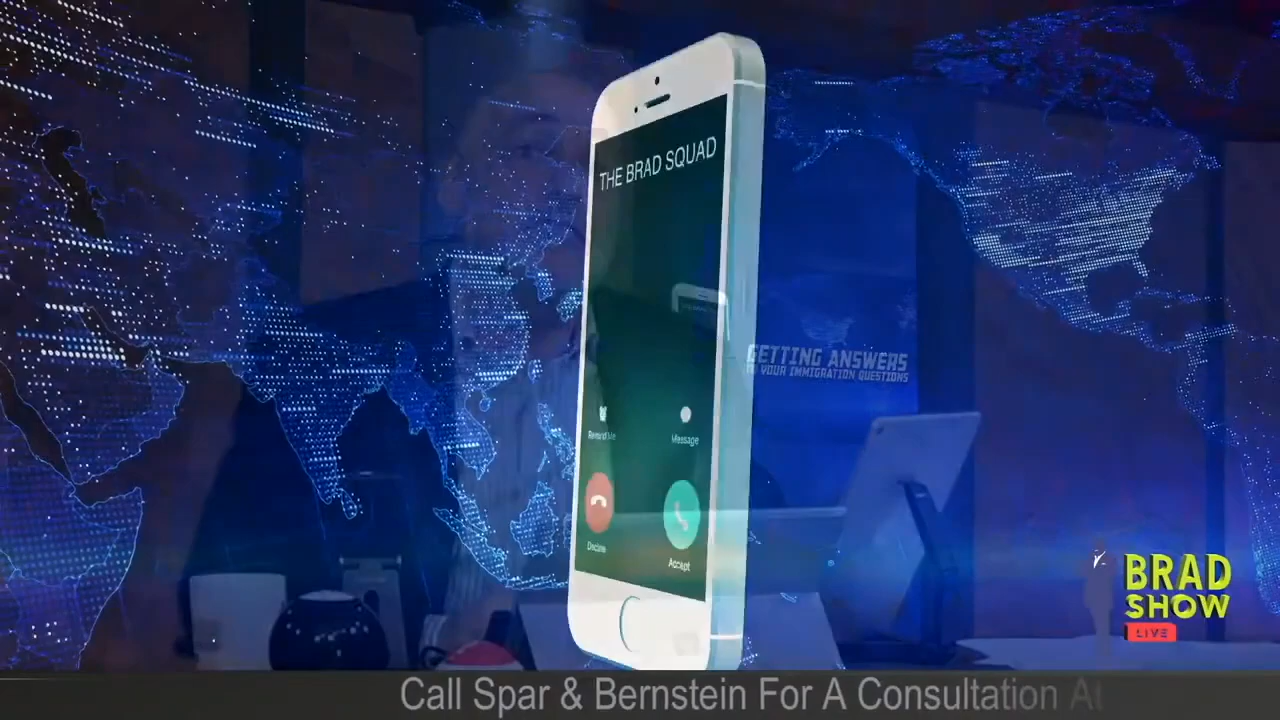 THE BRAD SQUAD
GETTING ANSWERS
TO YOUR IMMIGRATION QUESTIONS
Remind Me
Message
Decline
Accept
BRAD
SHOW
LIVE
Call Spar & Bernstein For A Consultation At